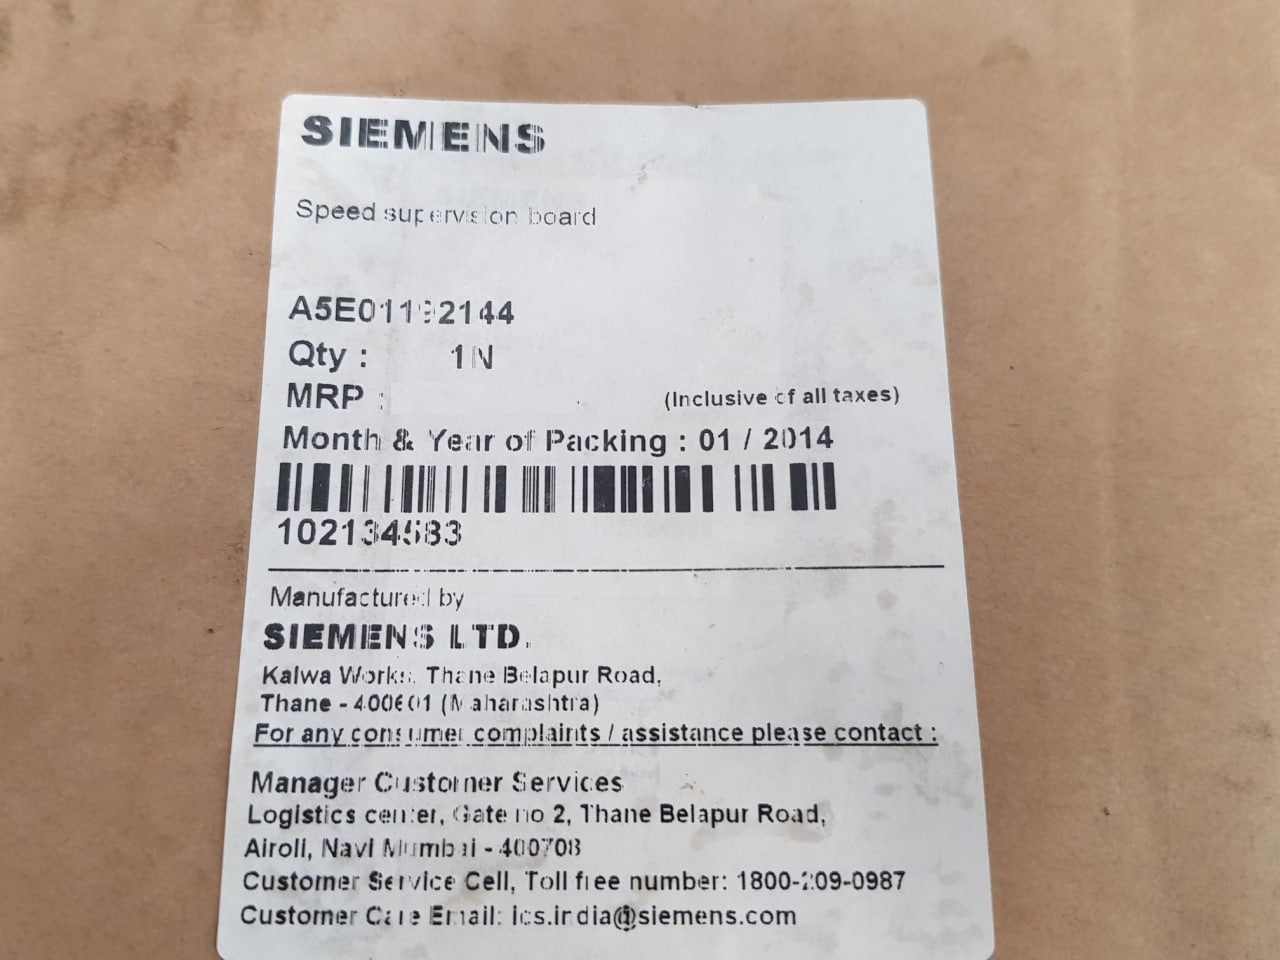 SIEMENS
Speed supervision board
A5E01192144
Qty : 1 N
MRP : (Inclusive of all taxes)
Month & Year of Packing : 01 / 2014
102134583
Manufactured by
SIEMENS LTD.
Kalwa Works. Thane Belapur Road,
Thane - 400601 (Maharashtra)
For any consumer complaints / assistance please contact :
Manager Customer Services
Logistics center, Gate no 2, Thane Belapur Road,
Airoli, Navi Mumbai - 400708
Customer Service Cell, Toll free number: 1800-209-0987
Customer Care Email: ics.india@siemens.com